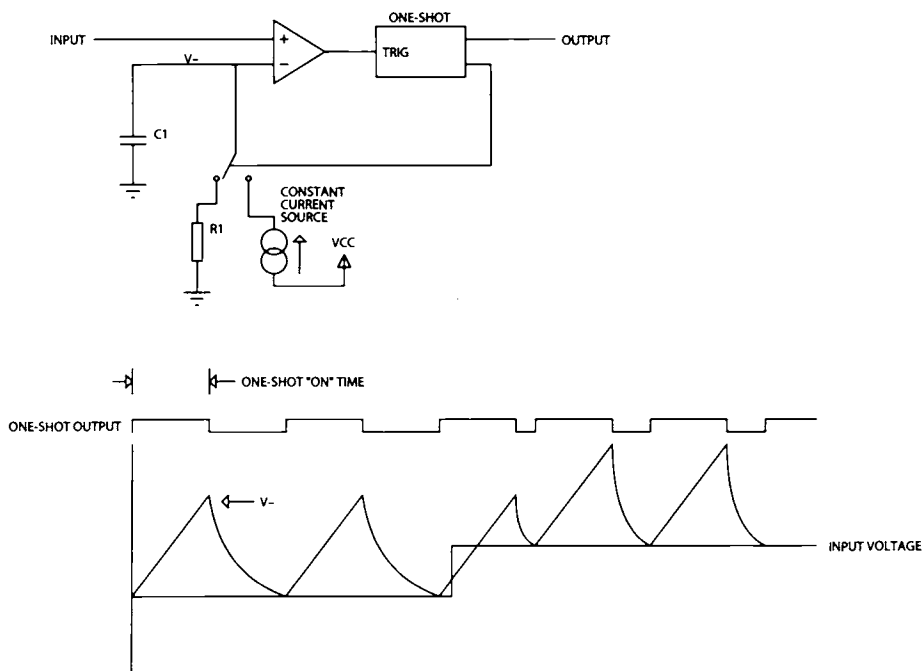 ONE-SHOT
INPUT
+
TRIG
OUTPUT
V–
–
C1
CONSTANT
CURRENT
SOURCE
R1
VCC
ONE-SHOT "ON" TIME
ONE-SHOT OUTPUT
V–
INPUT VOLTAGE